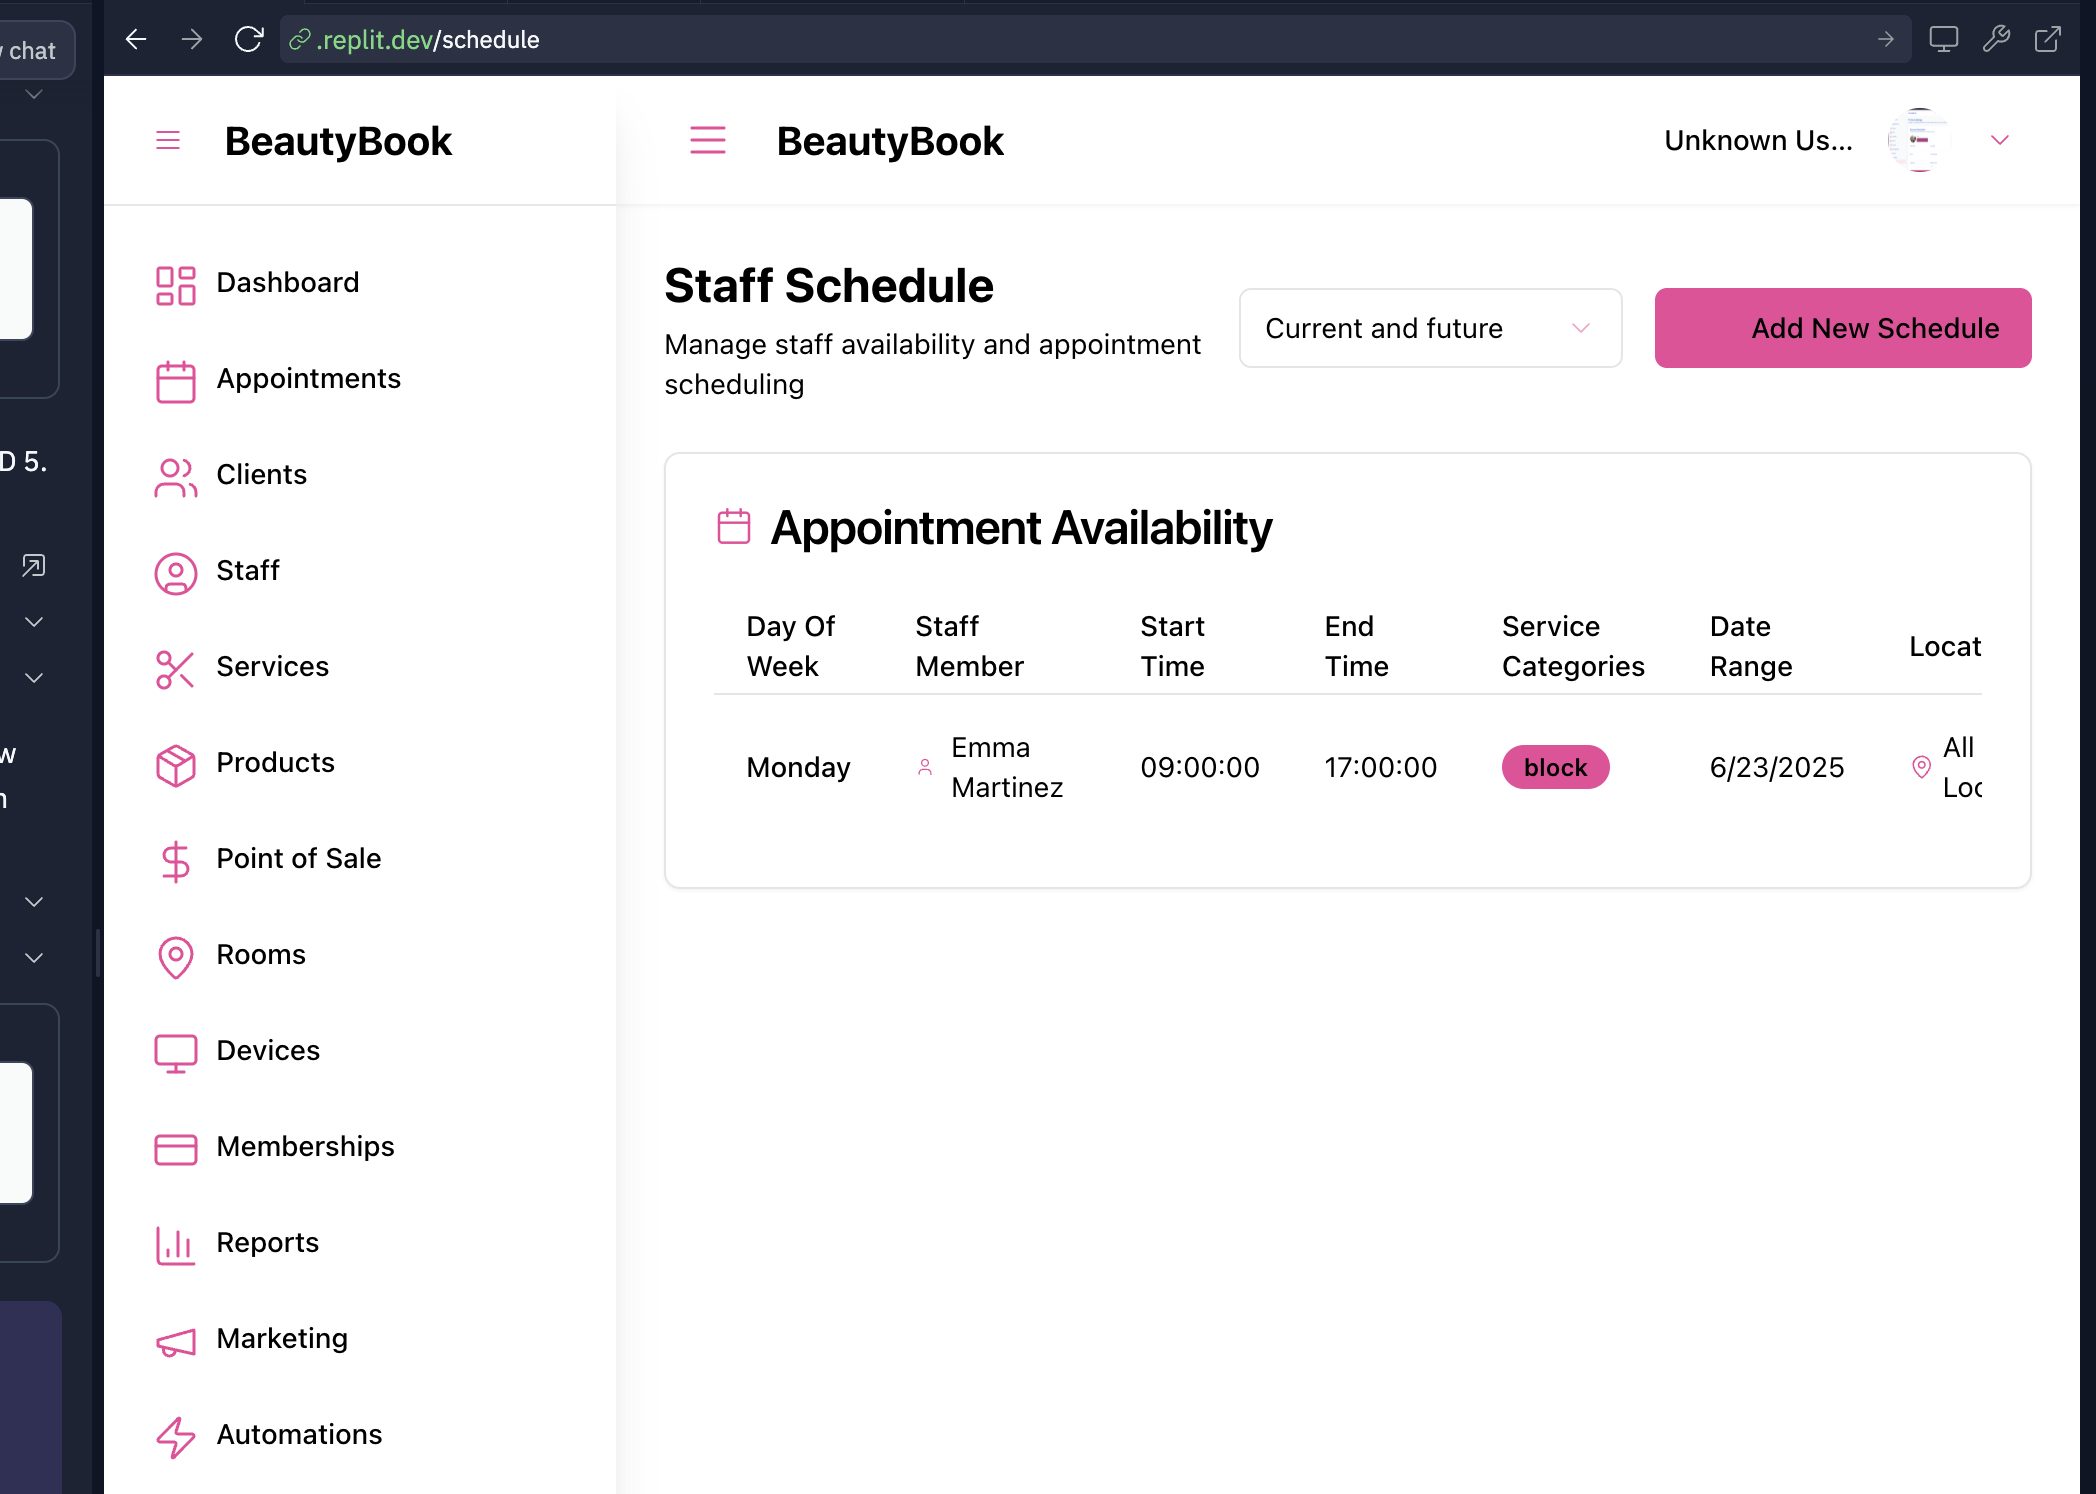 chat
.replit.dev/schedule
D 5.
BeautyBook
BeautyBook
Unknown Us...
Dashboard
Appointments
Clients
Staff
Services
Products
Point of Sale
Rooms
Devices
Memberships
Reports
Marketing
Automations
Staff Schedule
Manage staff availability and appointment
scheduling
Current and future
Add New Schedule
Appointment Availability
Day Of Week
Staff Member
Start Time
End Time
Service Categories
Date Range
Locat
Monday
Emma Martinez
09:00:00
17:00:00
block
6/23/2025
All Loc